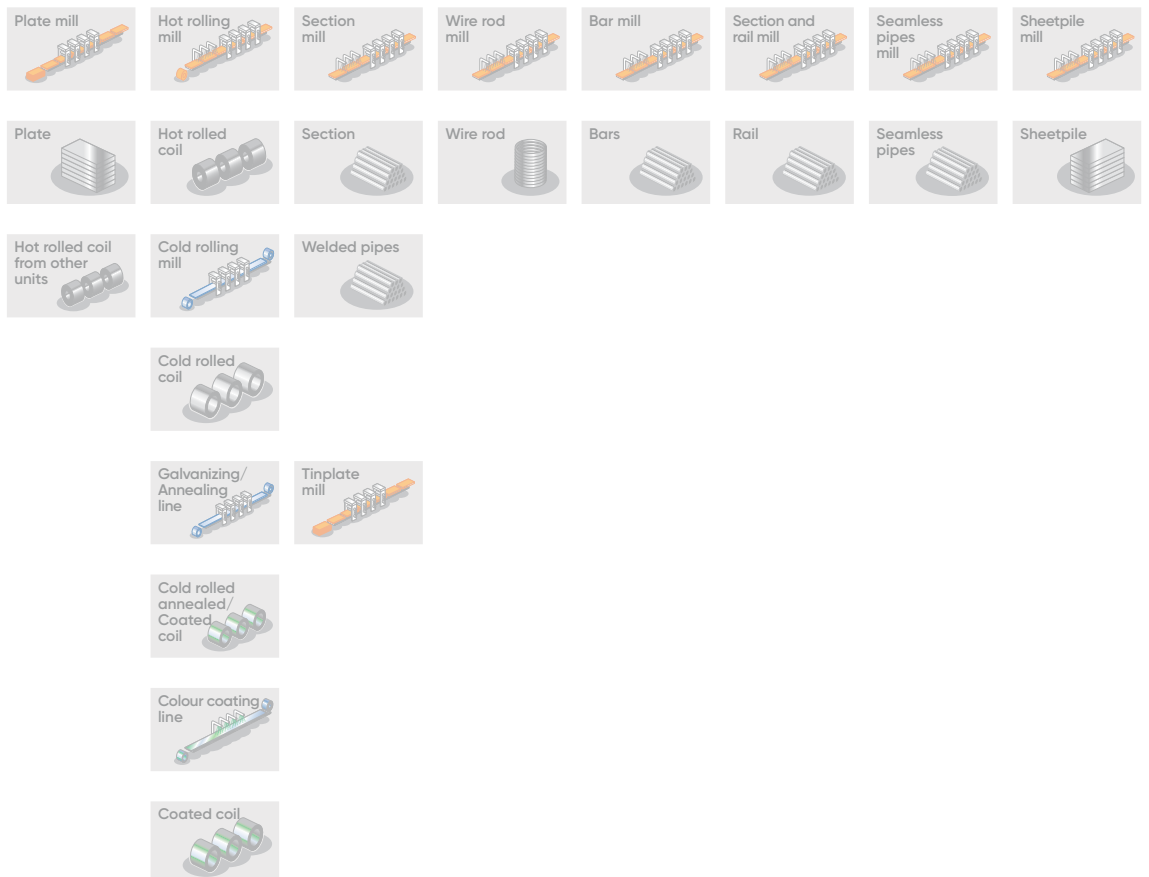 Plate mill
Hot rolling
mill
Section
mill
Wire rod
mill
Bar mill
Section and
rail mill
Seamless
pipes
mill
Sheetpile
mill
Plate
Hot rolled
coil
Section
Wire rod
Bars
Rail
Seamless
pipes
Sheetpile
Hot rolled coil
from other
units
Cold rolling
mill
Welded pipes
Cold rolled
coil
Galvanizing/
Annealing
line
Tinplate
mill
Cold rolled
annealed/
Coated
coil
Colour coating
line
Coated coil